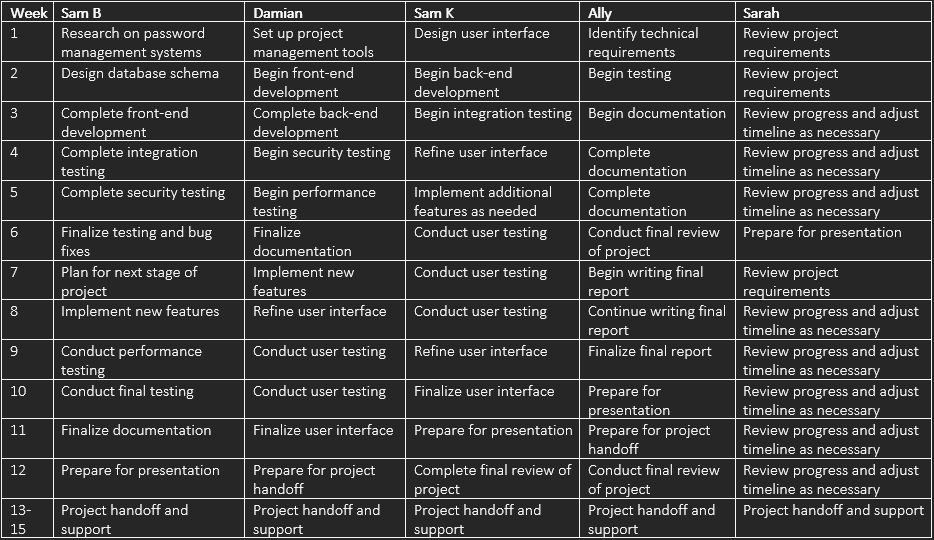 Week Sam B Damian Sam K Ally Sarah
1 Research on password management systems Set up project management tools Design user interface Identify technical requirements Review project requirements
2 Design database schema Begin front-end development Begin back-end development Begin testing Review project requirements
3 Complete front-end development Complete back-end development Begin integration testing Begin documentation Review progress and adjust timeline as necessary
4 Complete integration testing Begin security testing Refine user interface Complete documentation Review progress and adjust timeline as necessary
5 Complete security testing Begin performance testing Implement additional features as needed Complete documentation Review progress and adjust timeline as necessary
6 Finalize testing and bug fixes Finalize documentation Conduct user testing Conduct final review of project Prepare for presentation
7 Plan for next stage of project Implement new features Conduct user testing Begin writing final report Review project requirements
8 Implement new features Refine user interface Conduct user testing Continue writing final report Review progress and adjust timeline as necessary
9 Conduct performance testing Conduct user testing Refine user interface Finalize final report Review progress and adjust timeline as necessary
10 Conduct final testing Conduct user testing Finalize user interface Prepare for presentation Review progress and adjust timeline as necessary
11 Finalize documentation Finalize user interface Prepare for presentation Prepare for project handoff Review progress and adjust timeline as necessary
12 Prepare for presentation Prepare for project handoff Complete final review of project Conduct final review of project Review progress and adjust timeline as necessary
13-15 Project handoff and support Project handoff and support Project handoff and support Project handoff and support Project handoff and support